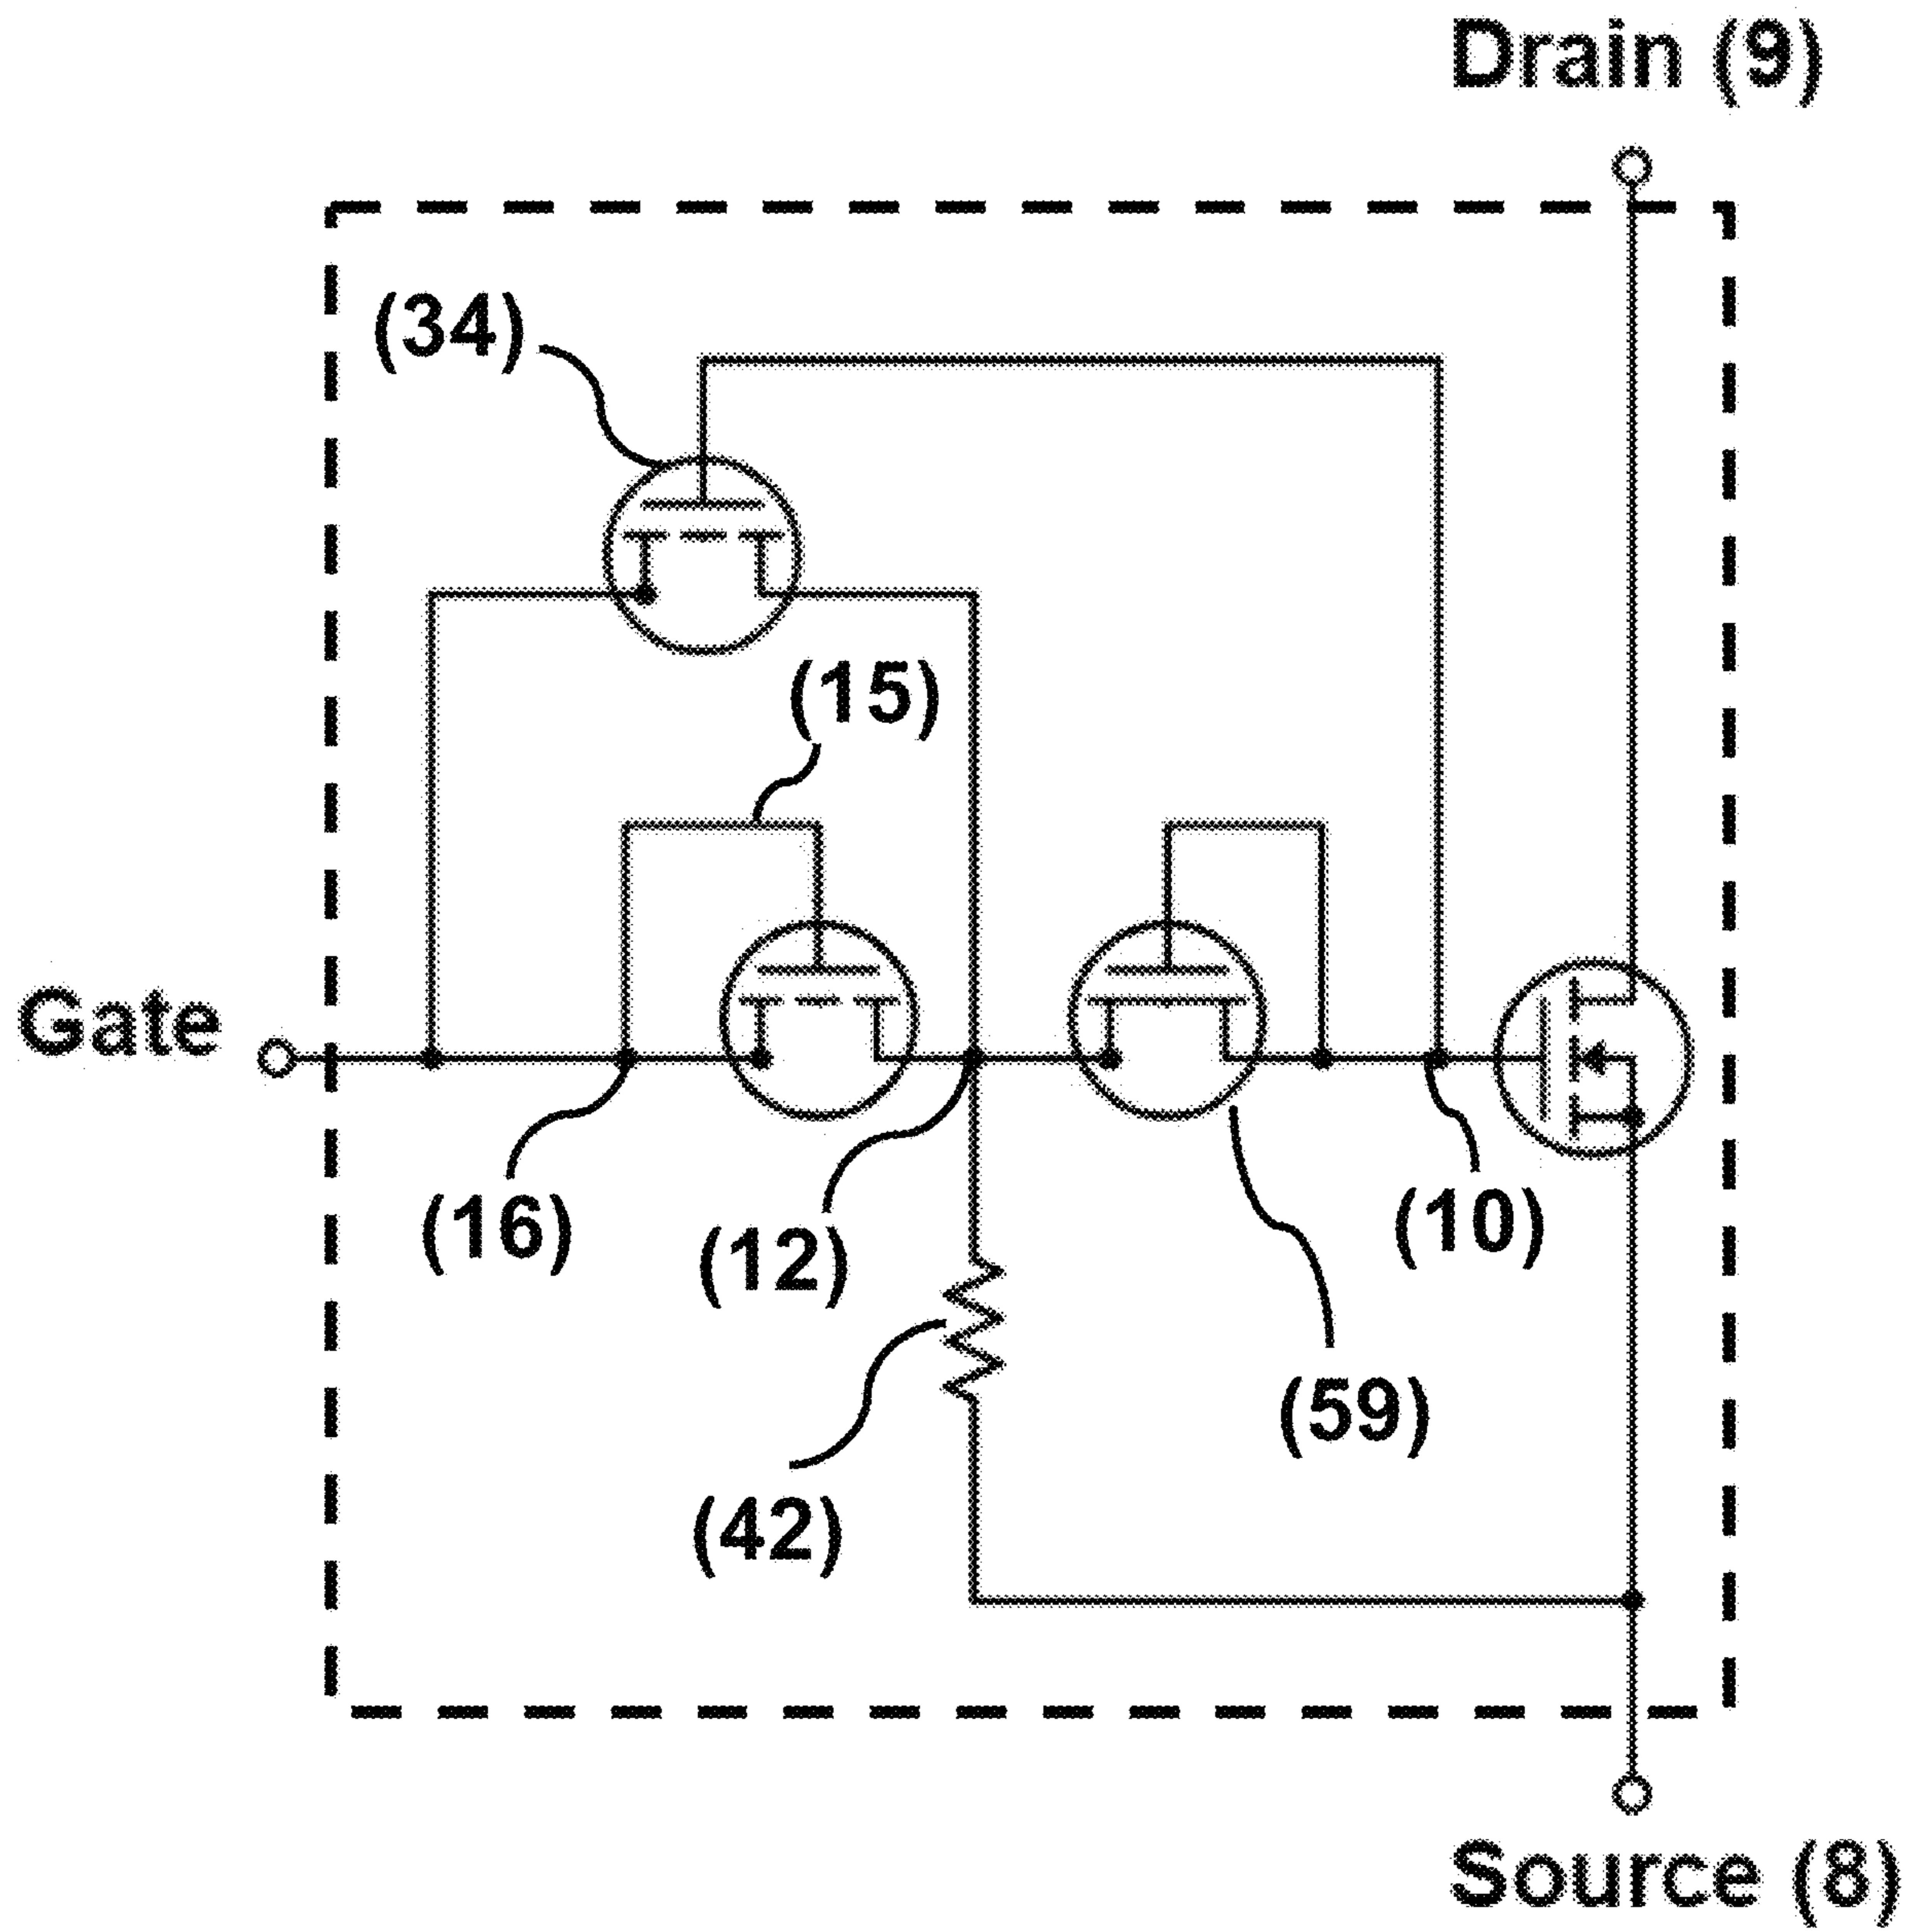 Drain (9)
(34)
(15)
Gate
(16)
(12)
(10)
(59)
(42)
Source (8)